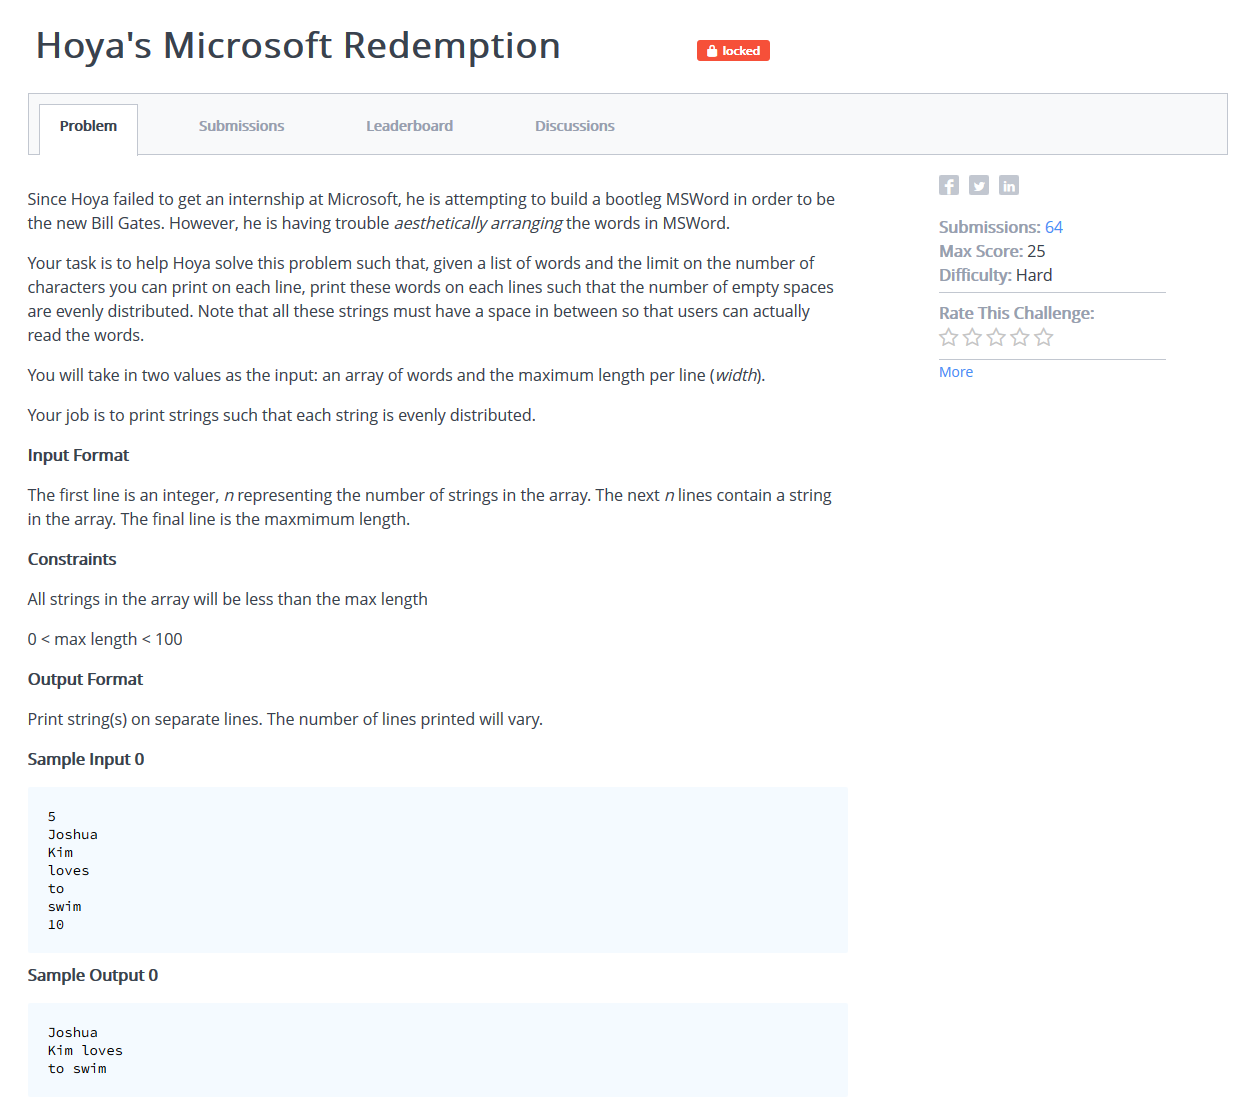 Hoya's Microsoft Redemption
locked
Problem
Submissions
Leaderboard
Discussions
Since Hoya failed to get an internship at Microsoft, he is attempting to build a bootleg MSWord in order to be
the new Bill Gates. However, he is having trouble aesthetically arranging the words in MSWord.
Your task is to help Hoya solve this problem such that, given a list of words and the limit on the number of
characters you can print on each line, print these words on each lines such that the number of empty spaces
are evenly distributed. Note that all these strings must have a space in between so that users can actually
read the words.
You will take in two values as the input: an array of words and the maximum length per line (width).
Your job is to print strings such that each string is evenly distributed.
Input Format
The first line is an integer, n representing the number of strings in the array. The next n lines contain a string
in the array. The final line is the maxmimum length.
Constraints
All strings in the array will be less than the max length
0 < max length < 100
Output Format
Print string(s) on separate lines. The number of lines printed will vary.
Sample Input 0
5
Joshua
Kim
loves
to
swim
10
Sample Output 0
Joshua
Kim loves
to swim
f
in
Submissions: 64
Max Score: 25
Difficulty: Hard
Rate This Challenge:
More